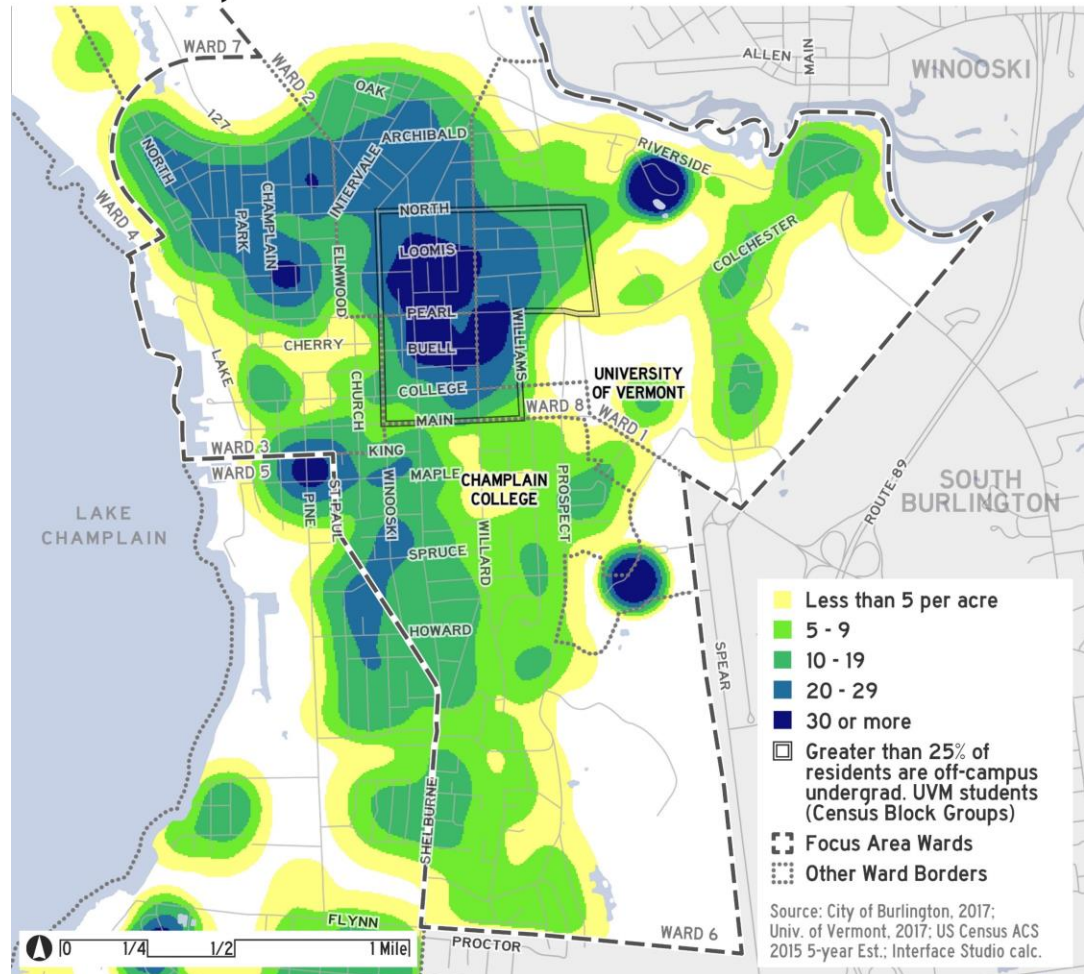 WARD 7
WARD 2
ALLEN
MAIN
WINOOSKI
OAK
127
ARCHIBALD
RIVERSIDE
NORTH
INTERVALE
WARD 4
CHAMPLAIN
PARK
NORTH
LOOMIS
ELMWOOD
COLCHESTER
PEARL
CHERRY
BUELL
WILLIAMS
LAKE
UNIVERSITY
OF VERMONT
CHURCH
COLLEGE
WARD 8
MAIN
WARD 1
WARD 3
KING
WARD 5
MAPLE
CHAMPLAIN
COLLEGE
PROSPECT
WINOOSKI
ST PAUL
PINE
SOUTH
BURLINGTON
ROUTE 89
LAKE
CHAMPLAIN
SPRUCE
WILLARD
HOWARD
SPEAR
SHELBURNE
FLYNN
PROCTOR
WARD 6
Less than 5 per acre
5 - 9
10 - 19
20 - 29
30 or more
Greater than 25% of
residents are off-campus
undergrad. UVM students
(Census Block Groups)
Focus Area Wards
Other Ward Borders
Source: City of Burlington, 2017;
Univ. of Vermont, 2017; US Census ACS
2015 5-year Est.; Interface Studio calc.
0 1/4 1/2 1 Mile